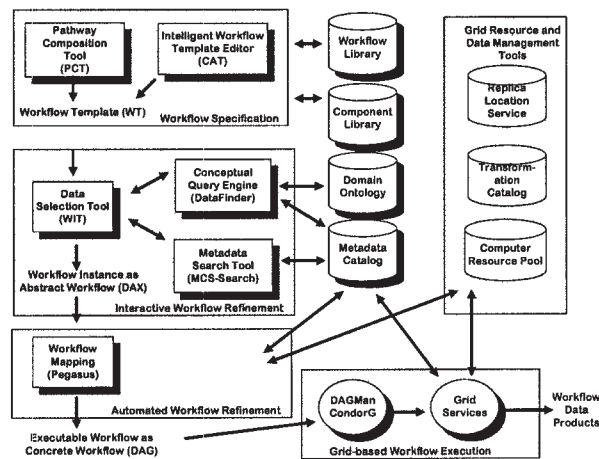 Pathway
Composition
Tool
(PCT)
Intelligent Workflow
Template Editor
(CAT)
Workflow Template (WT)
Workflow Specification
Workflow
Library
Component
Library
Domain
Ontology
Metadata
Catalog
Grid Resource and
Data Management
Tools
Replica
Location
Service
Transform-
ation
Catalog
Computer
Resource Pool
Data
Selection Tool
(WIT)
Conceptual
Query Engine
(DataFinder)
Metadata
Search Tool
(MCS-Search)
Workflow Instance as
Abstract Workflow (DAX)
Interactive Workflow Refinement
Workflow
Mapping
(Pegasus)
Automated Workflow Refinement
Executable Workflow as
Concrete Workflow (DAG)
DAGMan
CondorG
Grid
Services
Grid-based Workflow Execution
Workflow
Data
Products